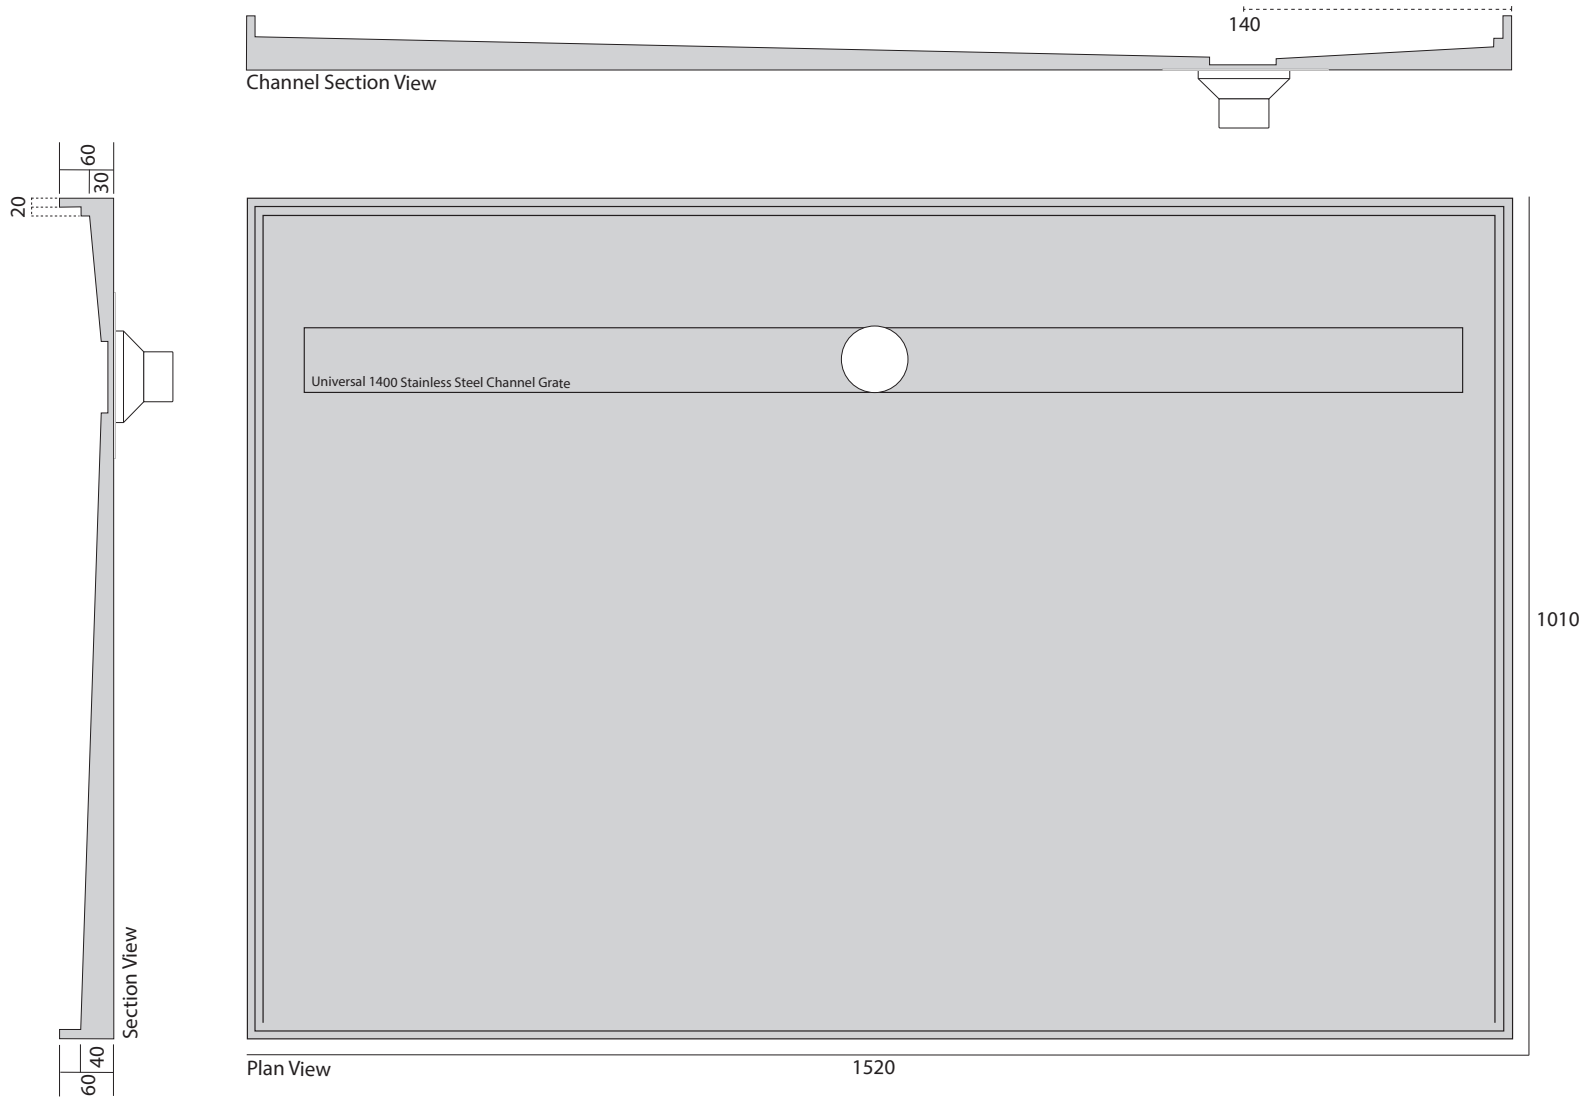 140
Channel Section View
60
30
20
Universal 1400 Stainless Steel Channel Grate
1010
Section View
40
60
Plan View
1520